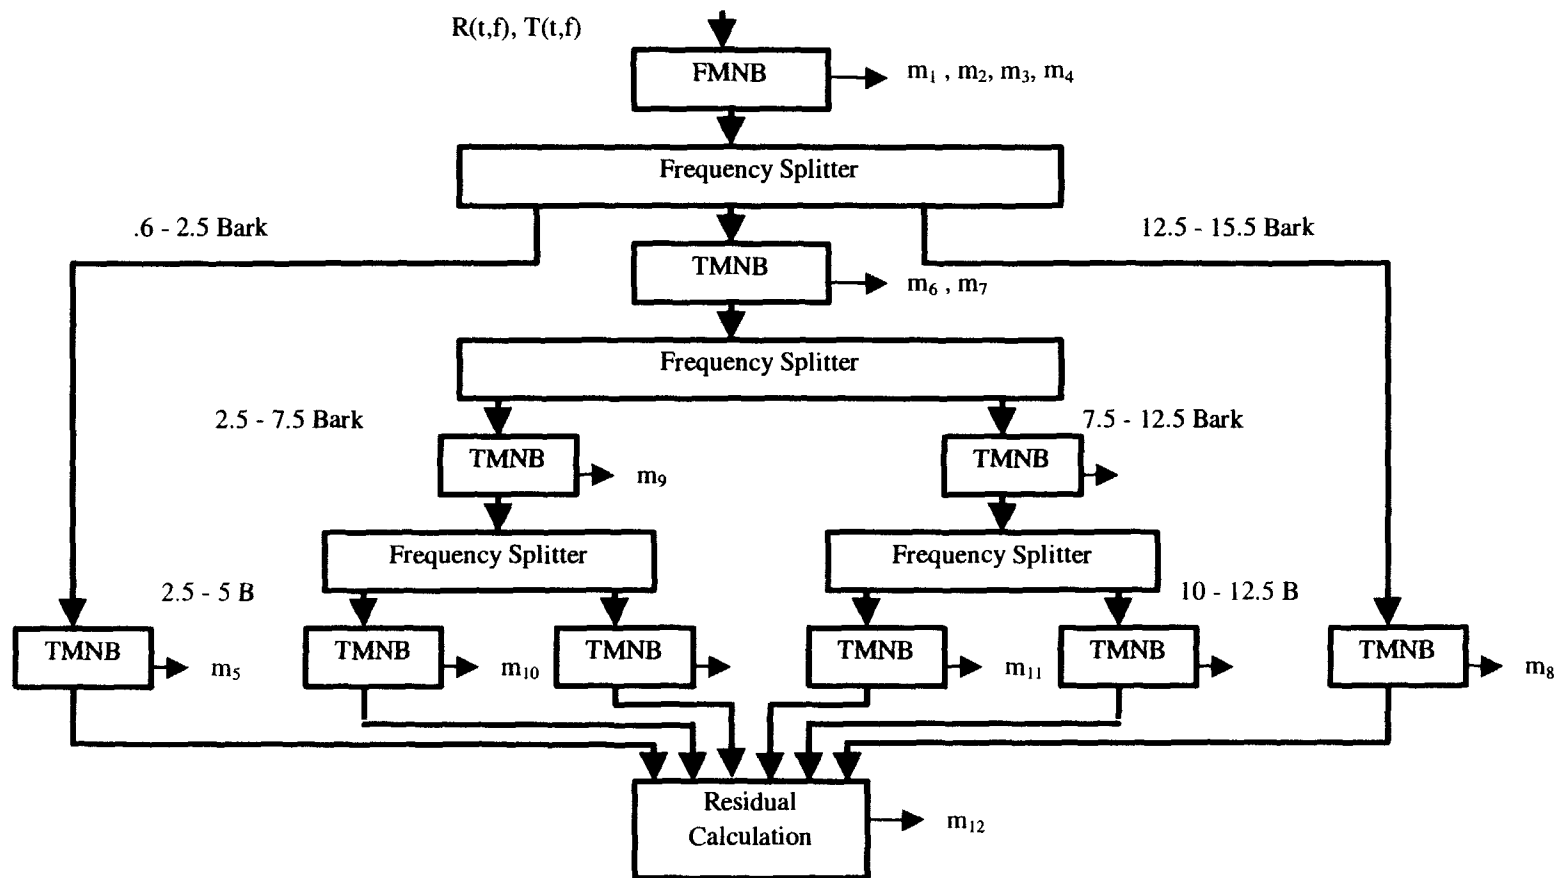 R(t,f), T(t,f)
FMNB
m₁ , m₂, m₃, m₄
Frequency Splitter
.6 - 2.5 Bark
12.5 - 15.5 Bark
TMNB
m₆ , m₇
Frequency Splitter
2.5 - 7.5 Bark
7.5 - 12.5 Bark
TMNB
m₉
TMNB
Frequency Splitter
Frequency Splitter
2.5 - 5 B
10 - 12.5 B
TMNB
m₅
TMNB
m₁₀
TMNB
TMNB
m₁₁
TMNB
TMNB
m₈
Residual
Calculation
m₁₂